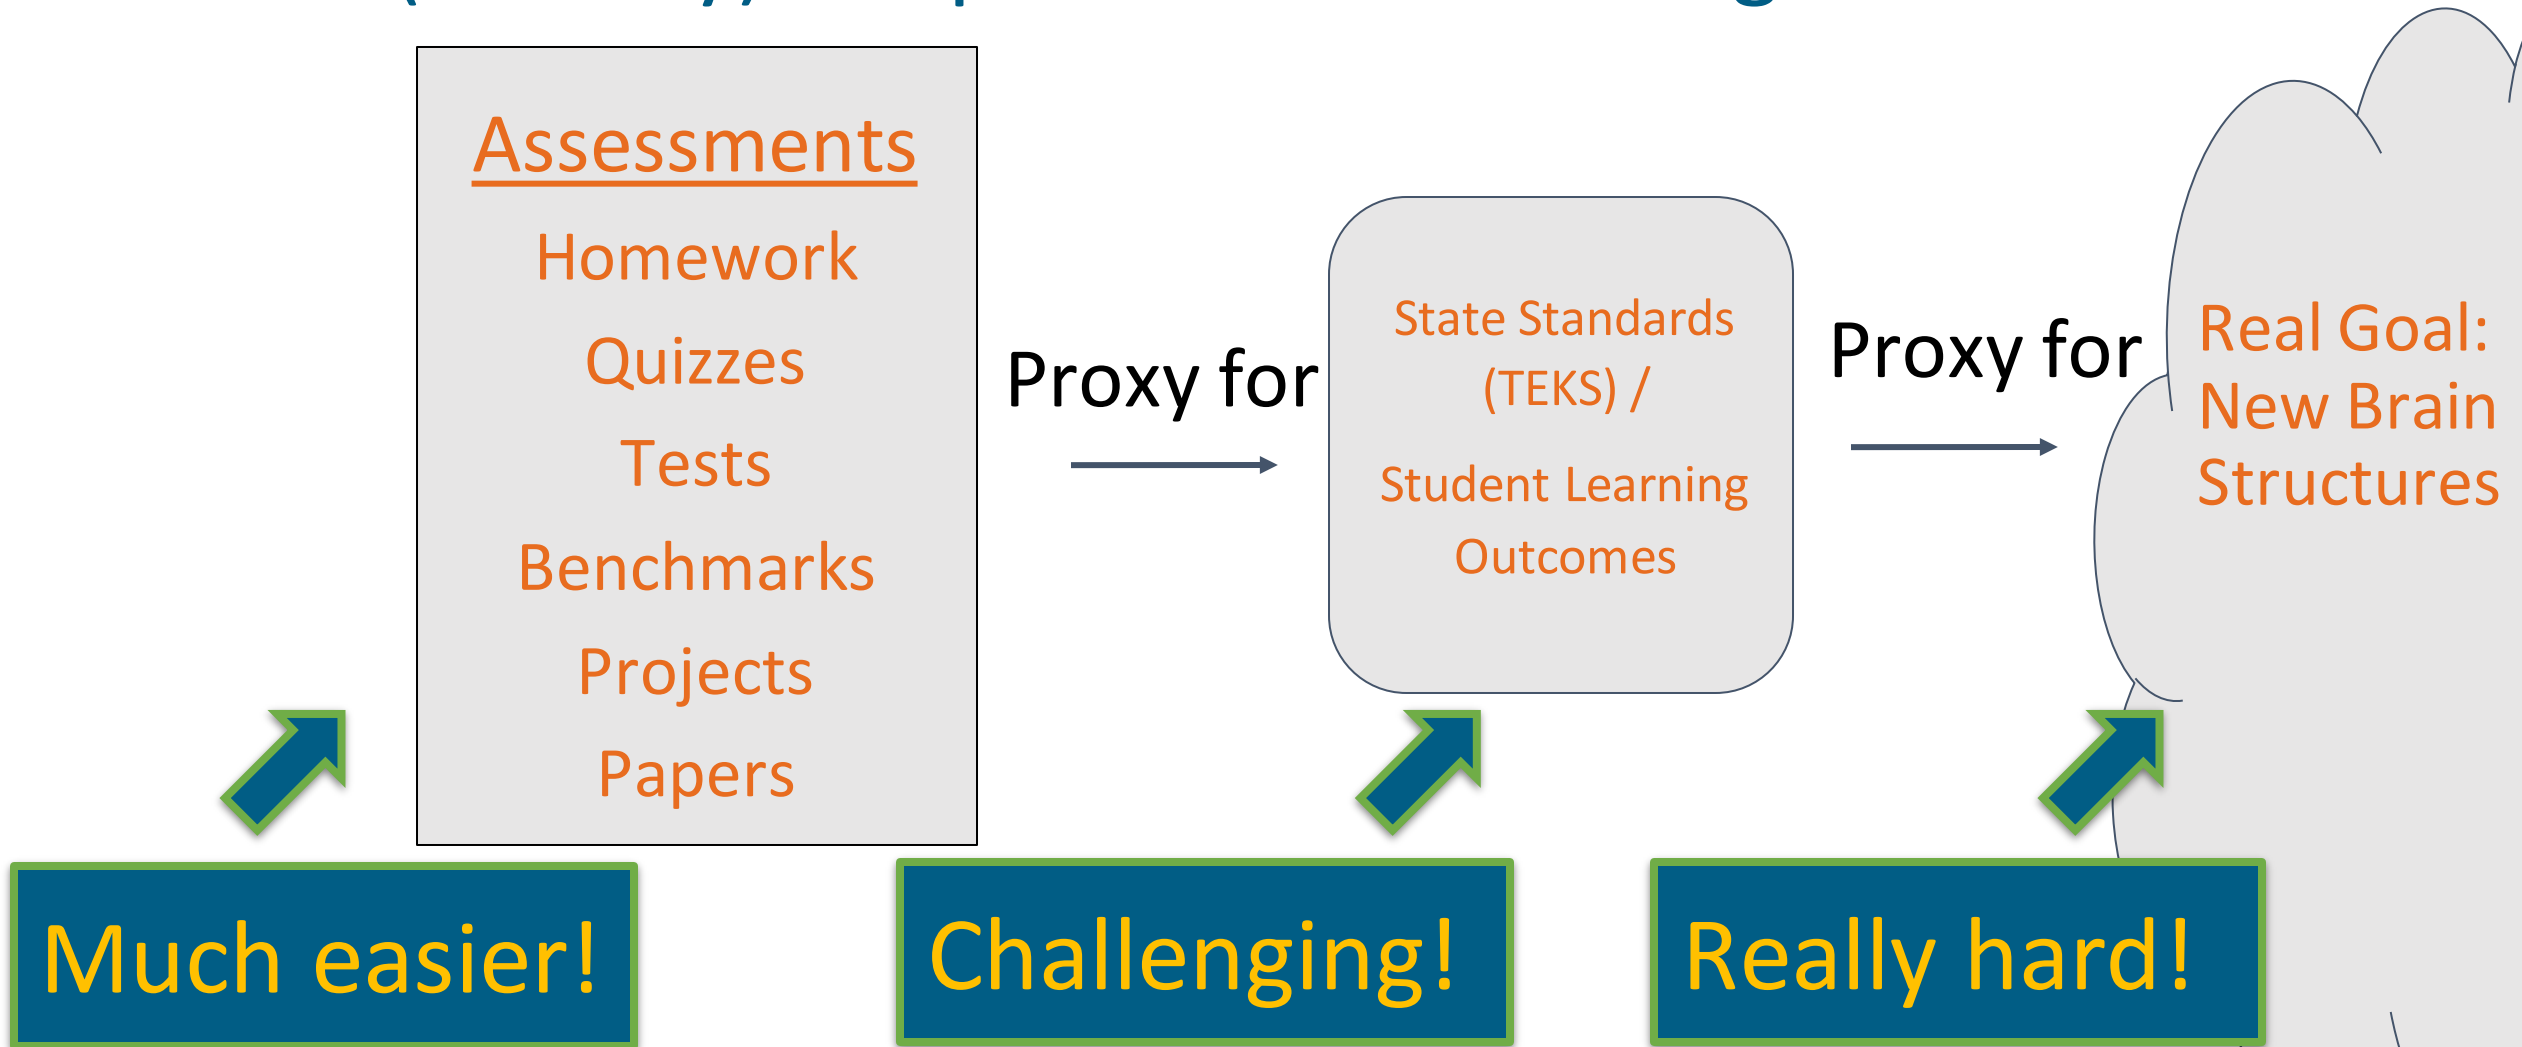 Assessments
Homework
Quizzes
Tests
Benchmarks
Projects
Papers
Proxy for
State Standards
(TEKS) /
Student Learning
Outcomes
Proxy for
Real Goal:
New Brain
Structures
Much easier!
Challenging!
Really hard!